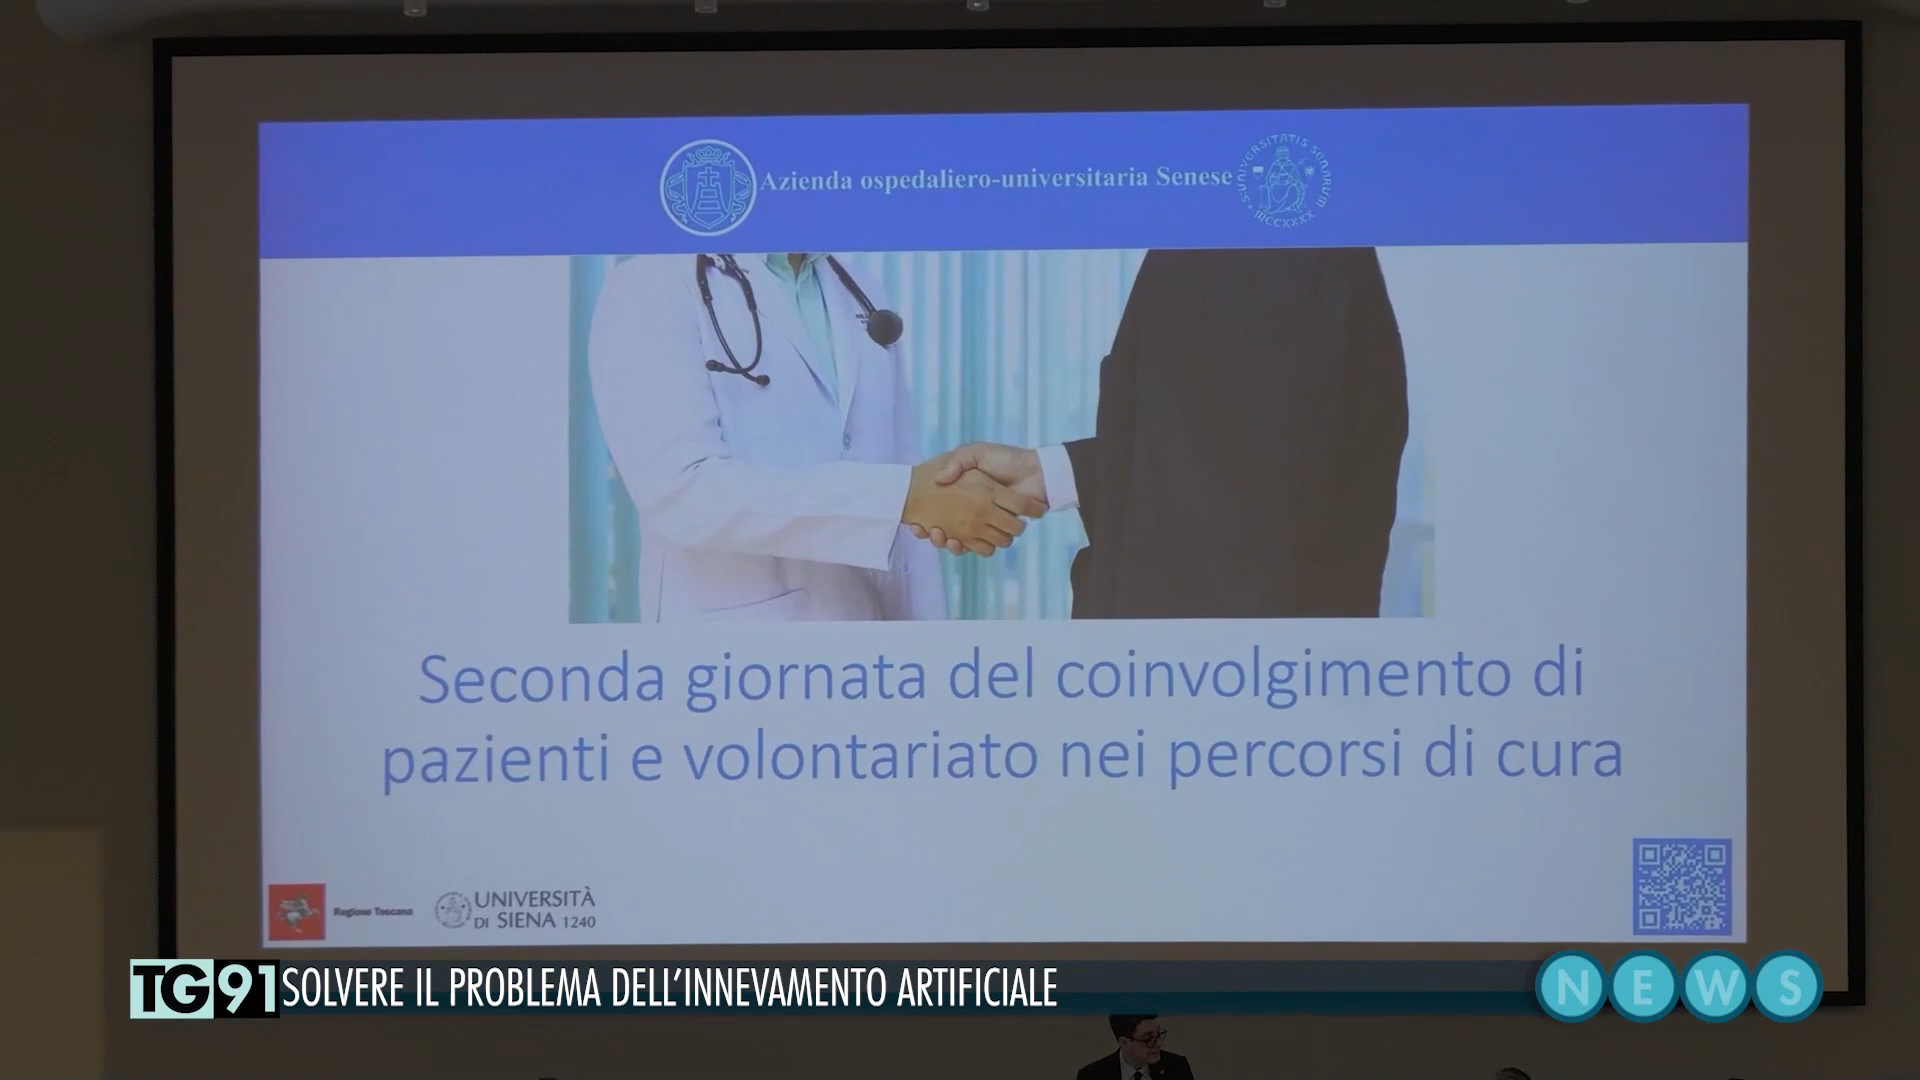 Azienda ospedaliero-universitaria Senese
Seconda giornata del coinvolgimento di
pazienti e volontariato nei percorsi di cura
Regione Toscana
UNIVERSITÀ
DI SIENA 1240
TG91 SOLVERE IL PROBLEMA DELL'INNEVAMENTO ARTIFICIALE
NEWS